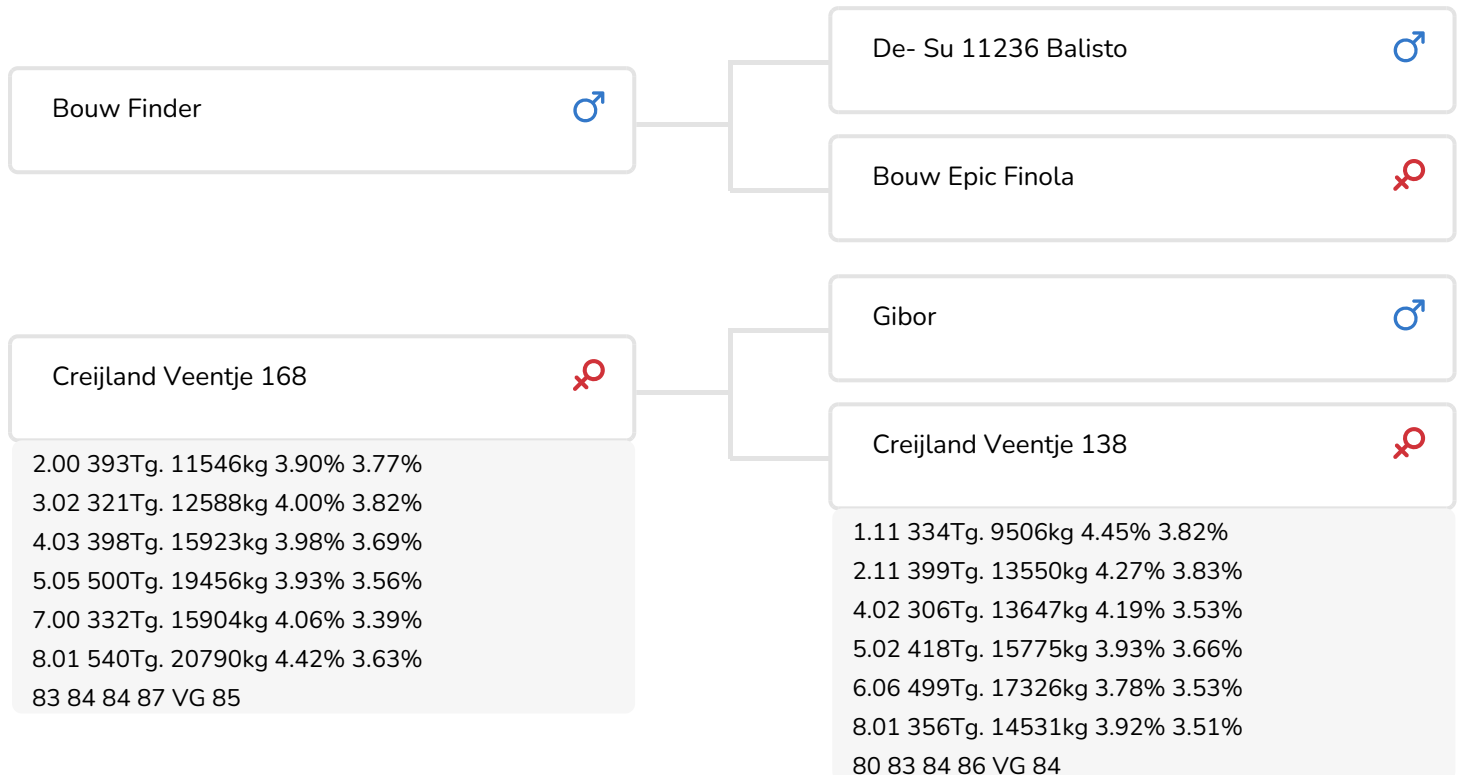 Bouw Finder
De- Su 11236 Balisto
Bouw Epic Finola
Creijland Veentje 168
2.00 393Tg. 11546kg 3.90% 3.77%
3.02 321Tg. 12588kg 4.00% 3.82%
4.03 398Tg. 15923kg 3.98% 3.69%
5.05 500Tg. 19456kg 3.93% 3.56%
7.00 332Tg. 15904kg 4.06% 3.39%
8.01 540Tg. 20790kg 4.42% 3.63%
83 84 84 87 VG 85
Gibor
Creijland Veentje 138
1.11 334Tg. 9506kg 4.45% 3.82%
2.11 399Tg. 13550kg 4.27% 3.83%
4.02 306Tg. 13647kg 4.19% 3.53%
5.02 418Tg. 15775kg 3.93% 3.66%
6.06 499Tg. 17326kg 3.78% 3.53%
8.01 356Tg. 14531kg 3.92% 3.51%
80 83 84 86 VG 84